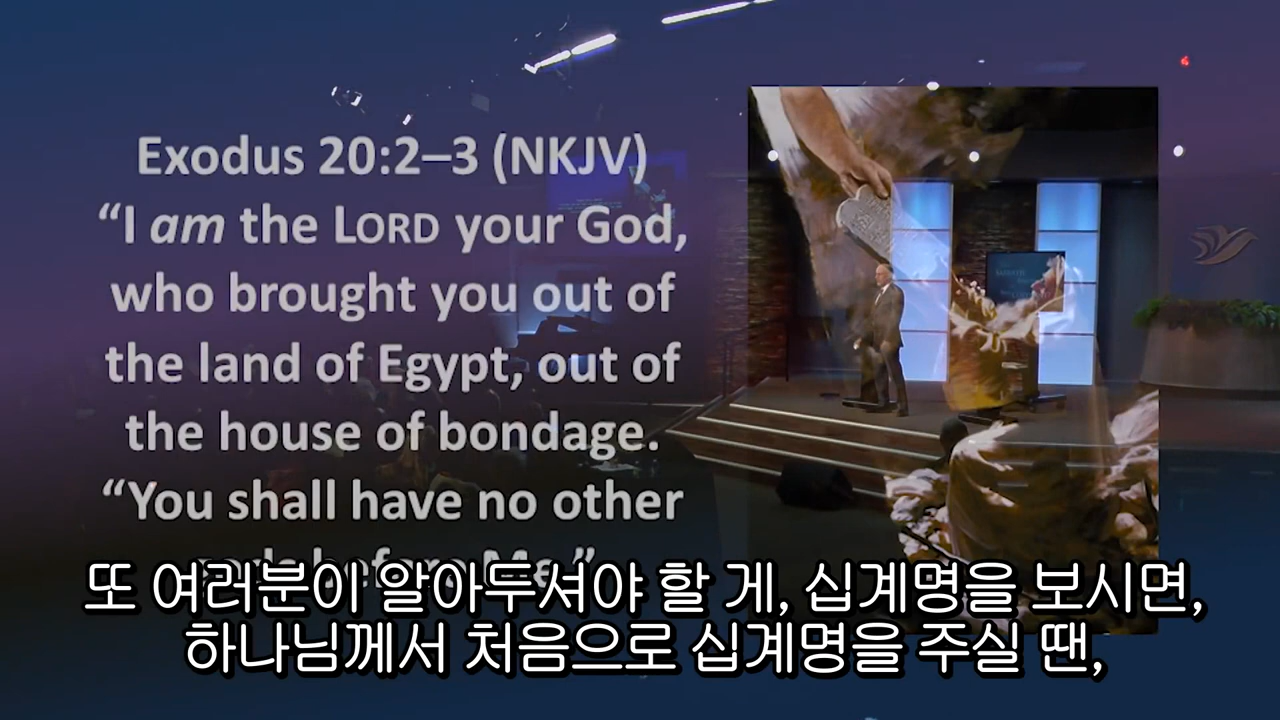 Exodus 20:2–3 (NKJV)
“I am the LORD your God,
who brought you out of
the land of Egypt, out of
the house of bondage.
“You shall have no other
gods before Me.”
또 여러분이 알아두셔야 할 게, 십계명을 보시면,
하나님께서 처음으로 십계명을 주실 땐,